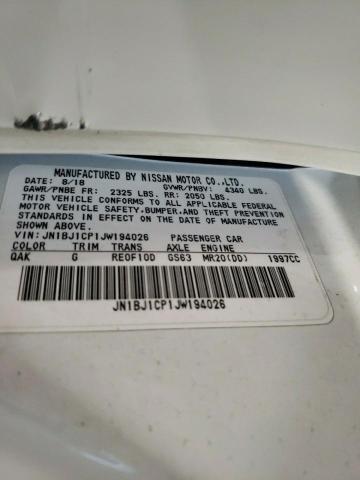 MANUFACTURED BY NISSAN MOTOR CO.,LTD.
DATE: 8/18 GVWR/PNBV: 4340 LBS.
GAWR/PNBE FR: 2325 LBS. RR: 2050 LBS.
THIS VEHICLE CONFORMS TO ALL APPLICABLE FEDERAL
MOTOR VEHICLE SAFETY,BUMPER,AND THEFT PREVENTION
STANDARDS IN EFFECT ON THE DATE OF MANUFACTURE
SHOWN ABOVE.
VIN: JN1BJ1CP1JW194026 PASSENGER CAR
COLOR TRIM TRANS AXLE ENGINE
QAK G RE0F10D GS63 MR20(DD) 1997CC
JN1BJ1CP1JW194026